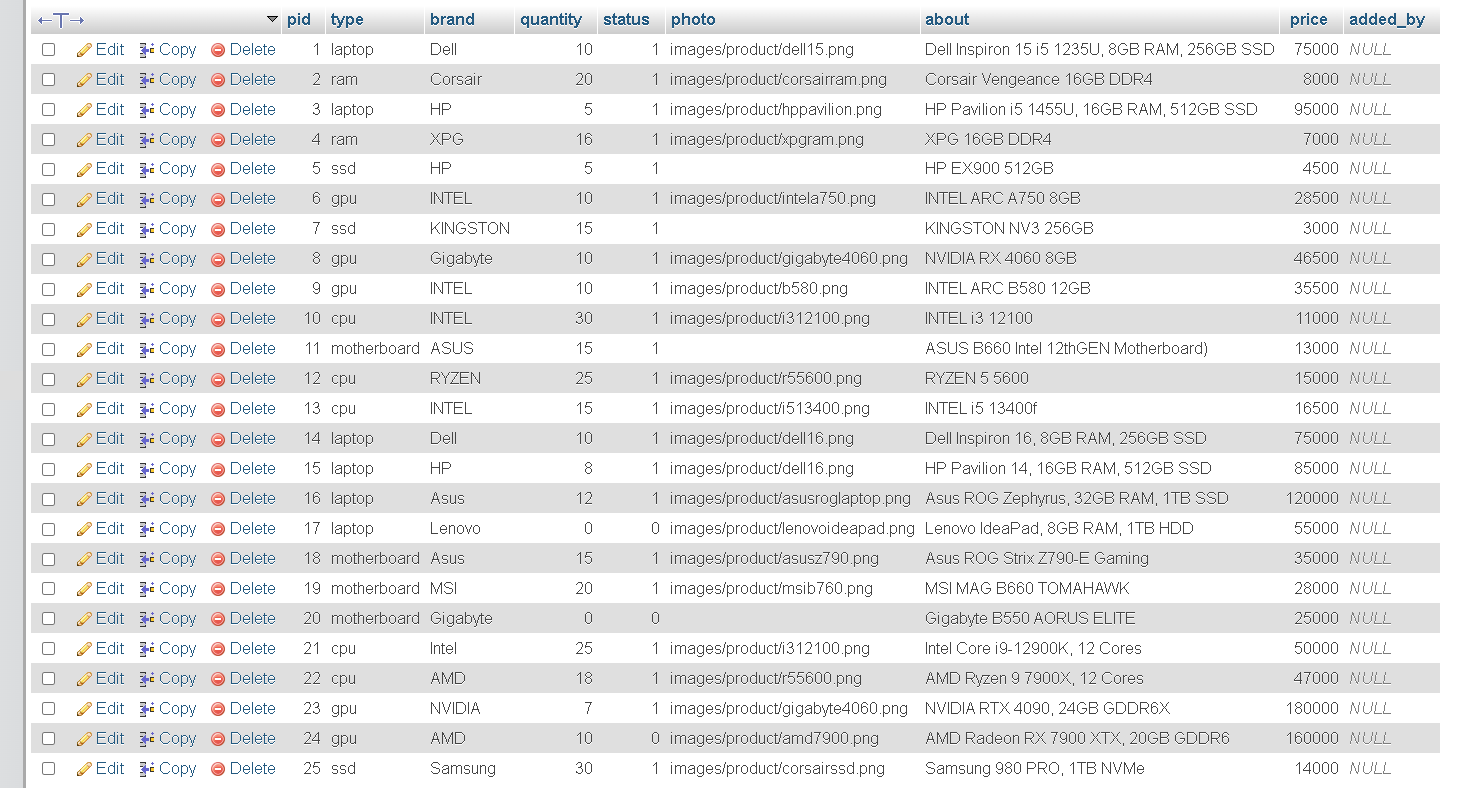 ←T→ pid type brand quantity status photo about price added_by
Edit Copy Delete 1 laptop Dell 10 1 images/product/dell15.png Dell Inspiron 15 i5 1235U, 8GB RAM, 256GB SSD 75000 NULL
Edit Copy Delete 2 ram Corsair 20 1 images/product/corsairram.png Corsair Vengeance 16GB DDR4 8000 NULL
Edit Copy Delete 3 laptop HP 5 1 images/product/hppavilion.png HP Pavilion i5 1455U, 16GB RAM, 512GB SSD 95000 NULL
Edit Copy Delete 4 ram XPG 16 1 images/product/xpgram.png XPG 16GB DDR4 7000 NULL
Edit Copy Delete 5 ssd HP 5 1 HP EX900 512GB 4500 NULL
Edit Copy Delete 6 gpu INTEL 10 1 images/product/intela750.png INTEL ARC A750 8GB 28500 NULL
Edit Copy Delete 7 ssd KINGSTON 15 1 KINGSTON NV3 256GB 3000 NULL
Edit Copy Delete 8 gpu Gigabyte 10 1 images/product/gigabyte4060.png NVIDIA RX 4060 8GB 46500 NULL
Edit Copy Delete 9 gpu INTEL 10 1 images/product/b580.png INTEL ARC B580 12GB 35500 NULL
Edit Copy Delete 10 cpu INTEL 30 1 images/product/i312100.png INTEL i3 12100 11000 NULL
Edit Copy Delete 11 motherboard ASUS 15 1 ASUS B660 Intel 12thGEN Motherboard) 13000 NULL
Edit Copy Delete 12 cpu RYZEN 25 1 images/product/r55600.png RYZEN 5 5600 15000 NULL
Edit Copy Delete 13 cpu INTEL 15 1 images/product/i513400.png INTEL i5 13400f 16500 NULL
Edit Copy Delete 14 laptop Dell 10 1 images/product/dell16.png Dell Inspiron 16, 8GB RAM, 256GB SSD 75000 NULL
Edit Copy Delete 15 laptop HP 8 1 images/product/dell16.png HP Pavilion 14, 16GB RAM, 512GB SSD 85000 NULL
Edit Copy Delete 16 laptop Asus 12 1 images/product/asusroglaptop.png Asus ROG Zephyrus, 32GB RAM, 1TB SSD 120000 NULL
Edit Copy Delete 17 laptop Lenovo 0 0 images/product/lenovoideapad.png Lenovo IdeaPad, 8GB RAM, 1TB HDD 55000 NULL
Edit Copy Delete 18 motherboard Asus 15 1 images/product/asusz790.png Asus ROG Strix Z790-E Gaming 35000 NULL
Edit Copy Delete 19 motherboard MSI 20 1 images/product/msib760.png MSI MAG B660 TOMAHAWK 28000 NULL
Edit Copy Delete 20 motherboard Gigabyte 0 0 Gigabyte B550 AORUS ELITE 25000 NULL
Edit Copy Delete 21 cpu Intel 25 1 images/product/i312100.png Intel Core i9-12900K, 12 Cores 50000 NULL
Edit Copy Delete 22 cpu AMD 18 1 images/product/r55600.png AMD Ryzen 9 7900X, 12 Cores 47000 NULL
Edit Copy Delete 23 gpu NVIDIA 7 1 images/product/gigabyte4060.png NVIDIA RTX 4090, 24GB GDDR6X 180000 NULL
Edit Copy Delete 24 gpu AMD 10 0 images/product/amd7900.png AMD Radeon RX 7900 XTX, 20GB GDDR6 160000 NULL
Edit Copy Delete 25 ssd Samsung 30 1 images/product/corsairssd.png Samsung 980 PRO, 1TB NVMe 14000 NULL